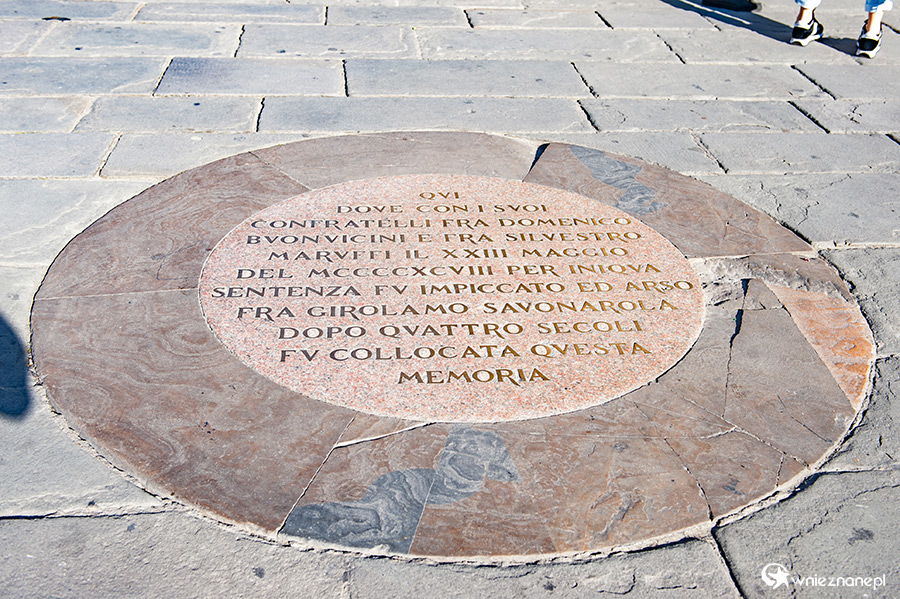 QVI
DOVE CON I SVOI
CONFRATELLI FRA DOMENICO
BVONVICINI E FRA SILVESTRO
MARVFFI IL XXIII MAGGIO
DEL MCCCCXCVIII PER INIQVA
SENTENZA FV IMPICCATO ED ARSO
FRA GIROLAMO SAVONAROLA
DOPO QVATTRO SECOLI
FV COLLOCATA QVESTA
MEMORIA
wnieznane.pl